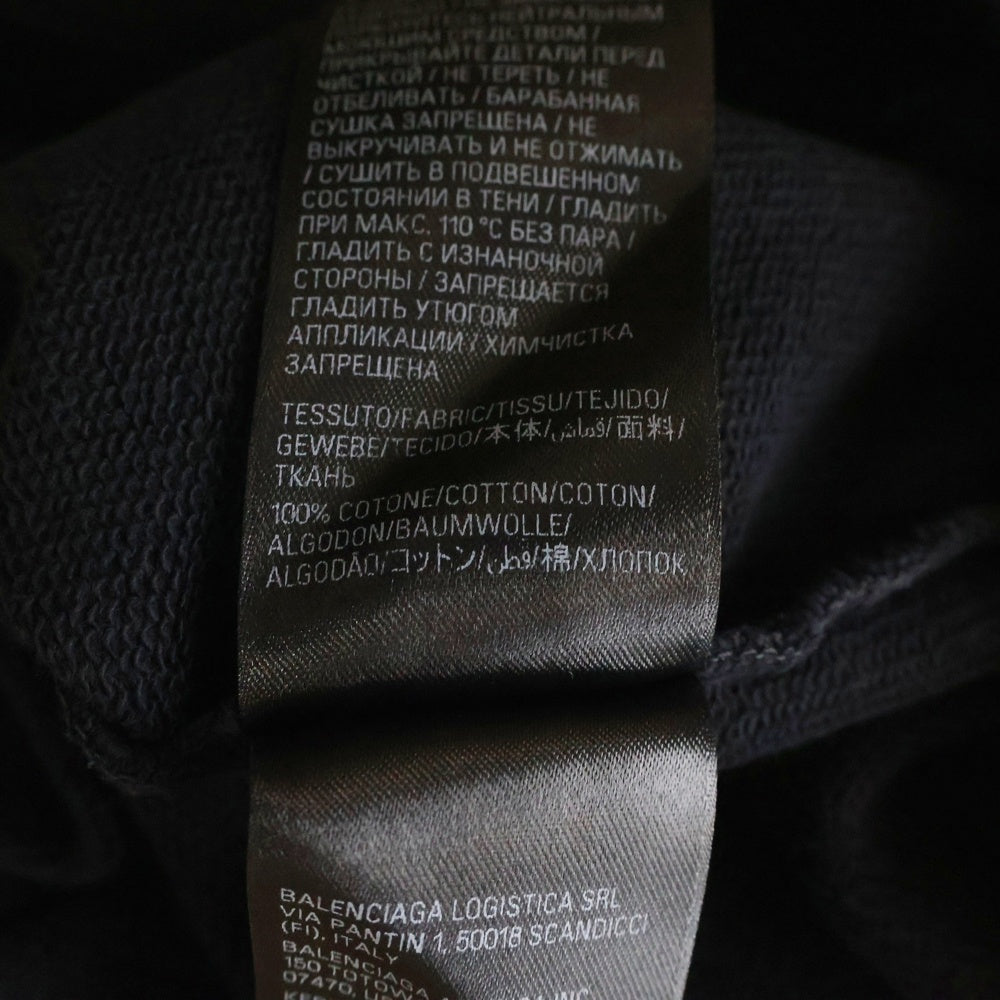 НЕЙТРАЛЬНЫМ
СРЕДСТВОМ /
ПРИКРЫВАЙТЕ ДЕТАЛИ ПЕРЕД
ЧИСТКОЙ / НЕ ТЕРЕТЬ / НЕ
ОТБЕЛИВАТЬ / БАРАБАННАЯ
СУШКА ЗАПРЕЩЕНА / НЕ
ВЫКРУЧИВАТЬ И НЕ ОТЖИМАТЬ
/ СУШИТЬ В ПОДВЕШЕННОМ
СОСТОЯНИИ В ТЕНИ / ГЛАДИТЬ
ПРИ МАКС. 110 °C БЕЗ ПАРА /
ГЛАДИТЬ С ИЗНАНОЧНОЙ
СТОРОНЫ / ЗАПРЕЩАЕТСЯ
ГЛАДИТЬ УТЮГОМ
АППЛИКАЦИИ / ХИМЧИСТКА
ЗАПРЕЩЕНА
TESSUTO/FABRIC/TISSU/TEJIDO/
GEWEBE/TECIDO/本体/قماش/面料/
ТКАНЬ
100% COTONE/COTTON/COTON/
ALGODON/BAUMWOLLE/
ALGODÃO/コットン/قطن/棉/ХЛОПОК
BALENCIAGA LOGISTICA SRL
VIA PANTIN 1, 50018 SCANDICCI
(FI), ITALY
BALENCIAGA INC
150 TOTOWA
07470,